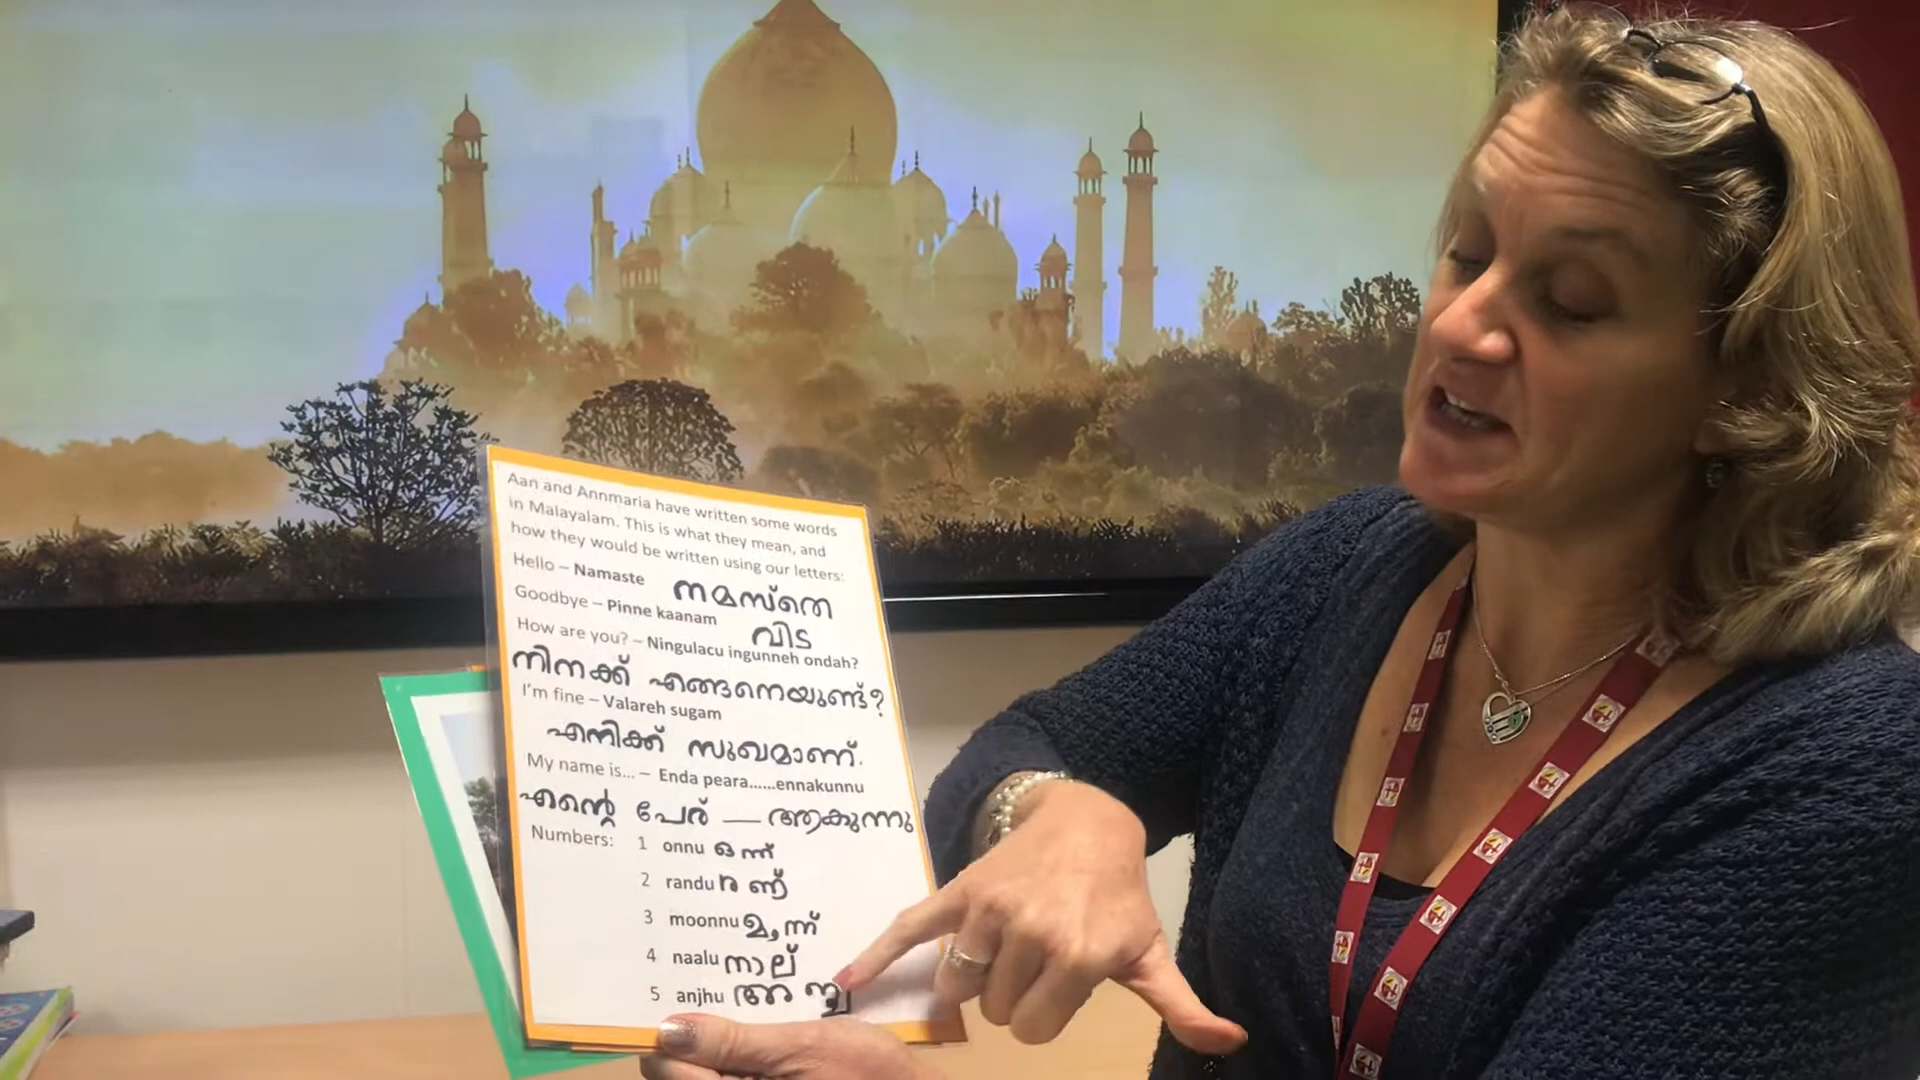 Aan and Annmaria have written some words
in Malayalam. This is what they mean, and
how they would be written using our letters:
Hello – Namaste നമസ്തെ
Goodbye – Pinne kaanam വിട
How are you? – Ningulacu ingunneh ondah?
നിനക്ക് എങ്ങനെയുണ്ട്?
I'm fine – Valareh sugam
എനിക്ക് സുഖമാണ്.
My name is... – Enda peara......ennakunnu
എന്റെ പേര് __ ആകുന്നു
Numbers: 1 onnu ഒന്ന്
2 randu
3 moonnu മൂന്ന്
4 naalu നാല്
5 anjhu